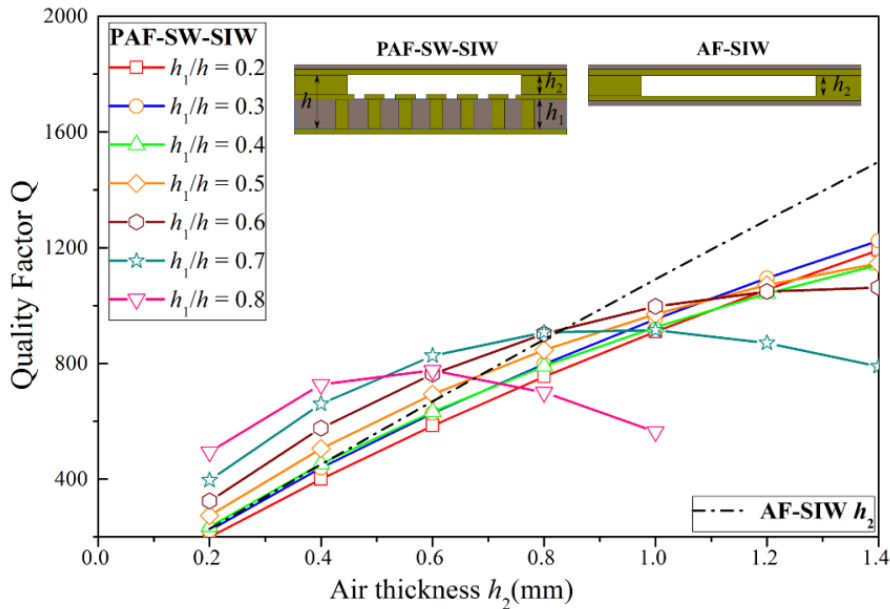 2000
1600
1200
800
400
Quality Factor Q
PAF-SW-SIW
h₁/h = 0.2
h₁/h = 0.3
h₁/h = 0.4
h₁/h = 0.5
h₁/h = 0.6
h₁/h = 0.7
h₁/h = 0.8
PAF-SW-SIW
h
h₂
h₁
AF-SIW
h₂
AF-SIW h₂
0.0 0.2 0.4 0.6 0.8 1.0 1.2 1.4
Air thickness h₂(mm)